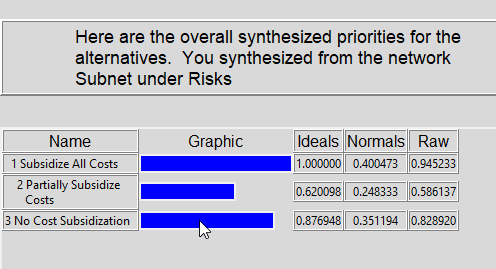 Here are the overall synthesized priorities for the
alternatives.  You synthesized from the network
Subnet under Risks
Name Graphic Ideals Normals Raw
1 Subsidize All Costs 1.000000 0.400473 0.945233
2 Partially Subsidize
Costs 0.620098 0.248333 0.586137
3 No Cost Subsidization 0.876948 0.351194 0.828920